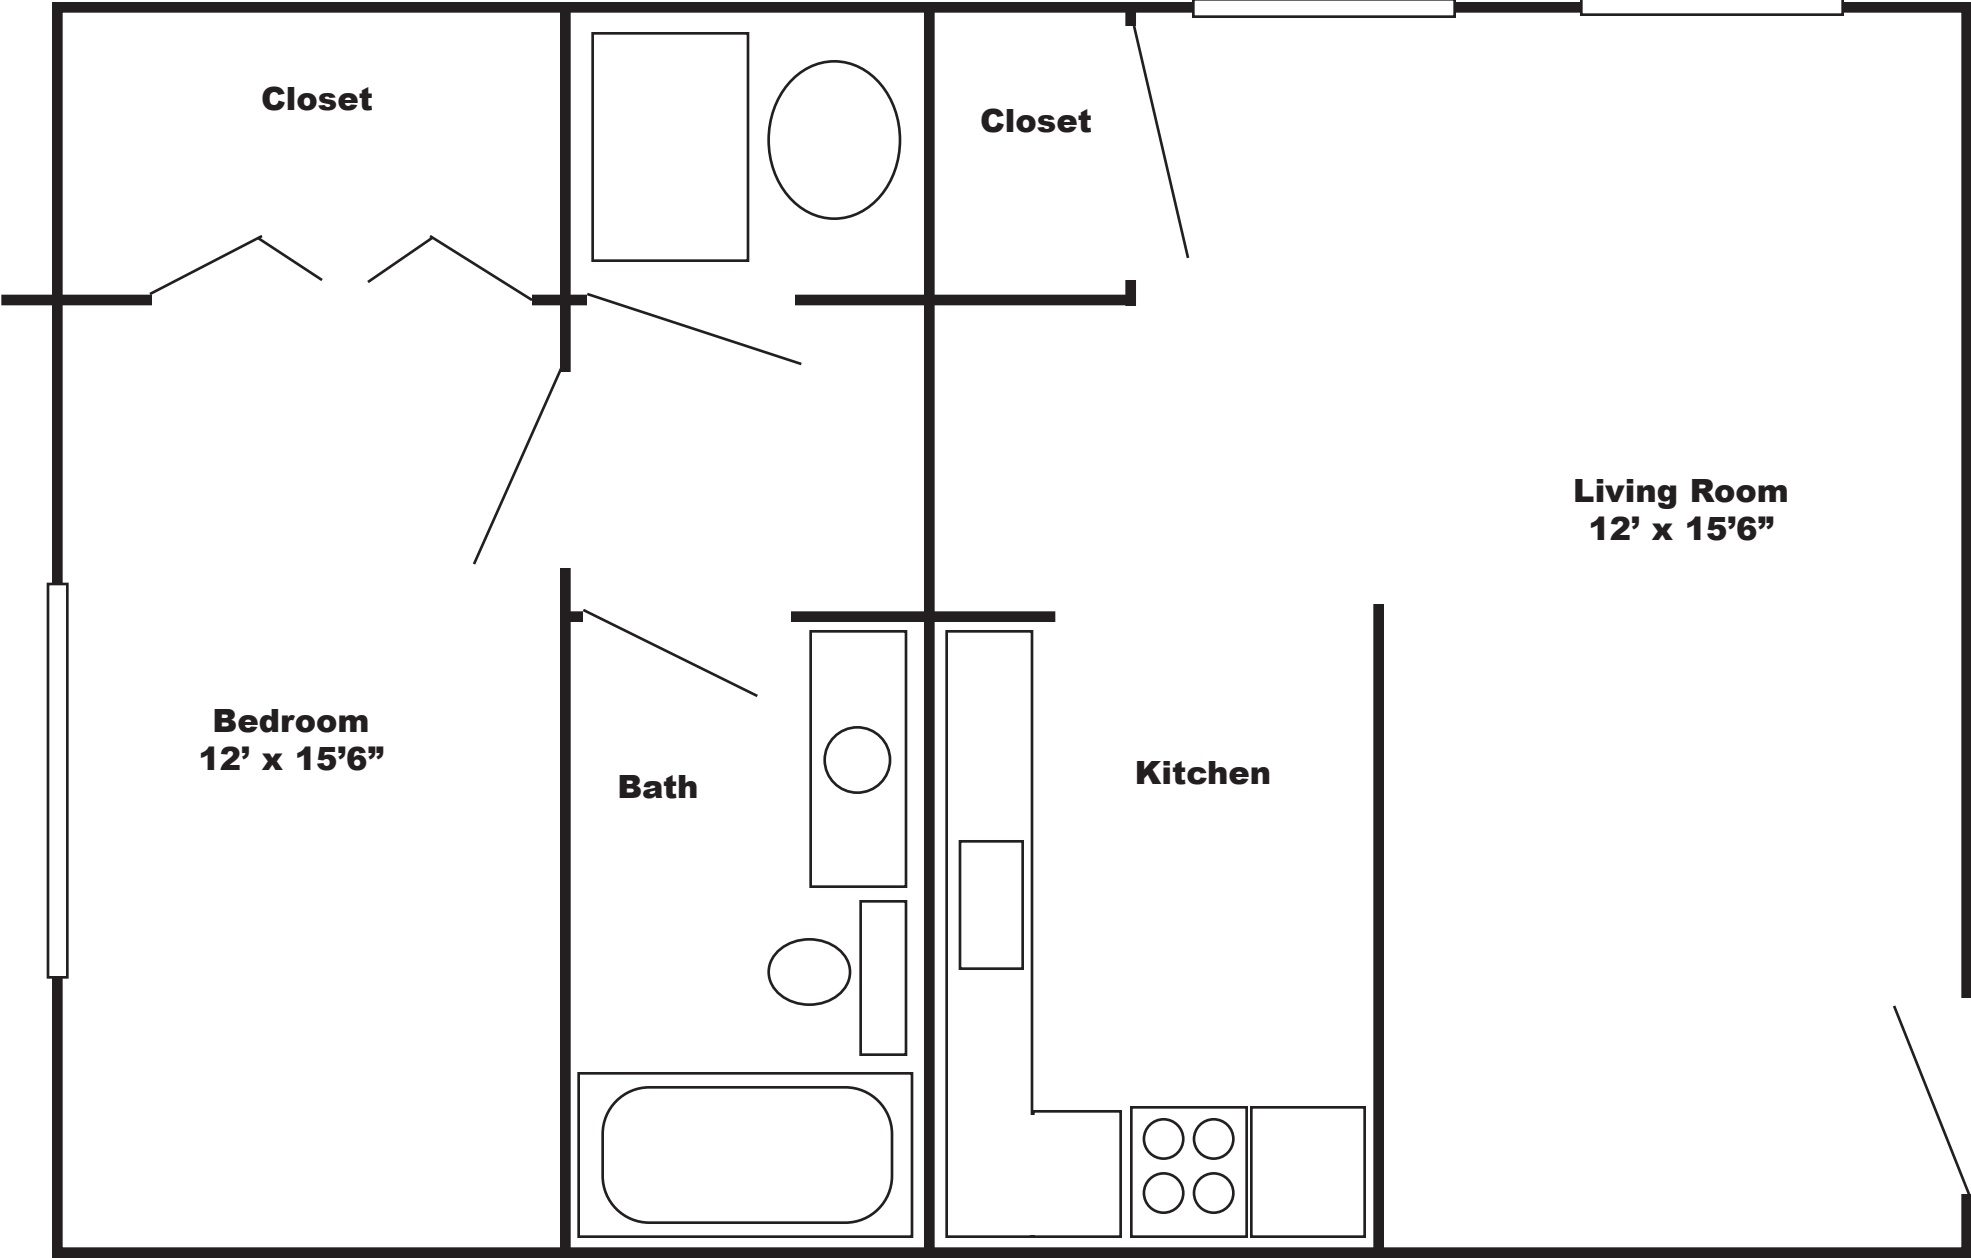 Closet
Closet
Living Room
12’ x 15’6”
Bedroom
12’ x 15’6”
Bath
Kitchen